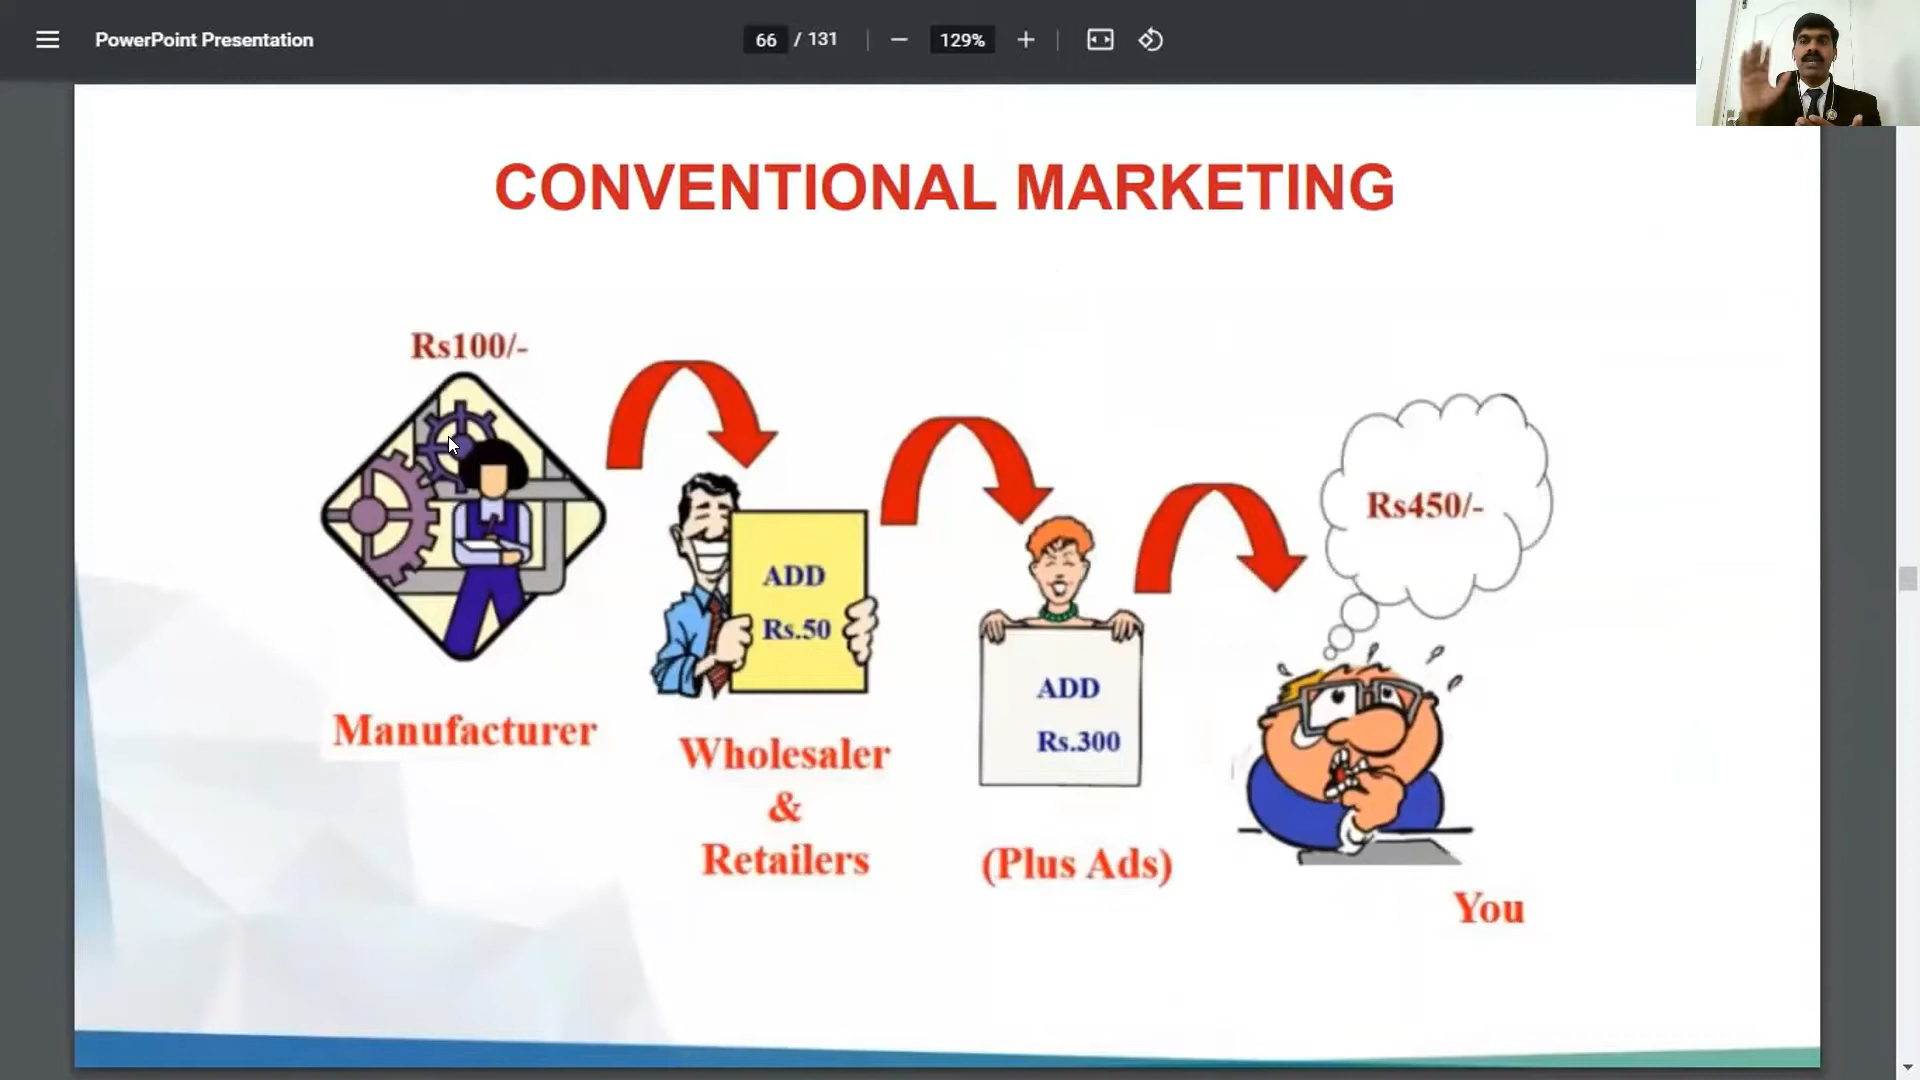 PowerPoint Presentation
66 / 131
129%
CONVENTIONAL MARKETING
Rs100/-
Manufacturer
ADD
Rs.50
Wholesaler
&
Retailers
ADD
Rs.300
(Plus Ads)
Rs450/-
You